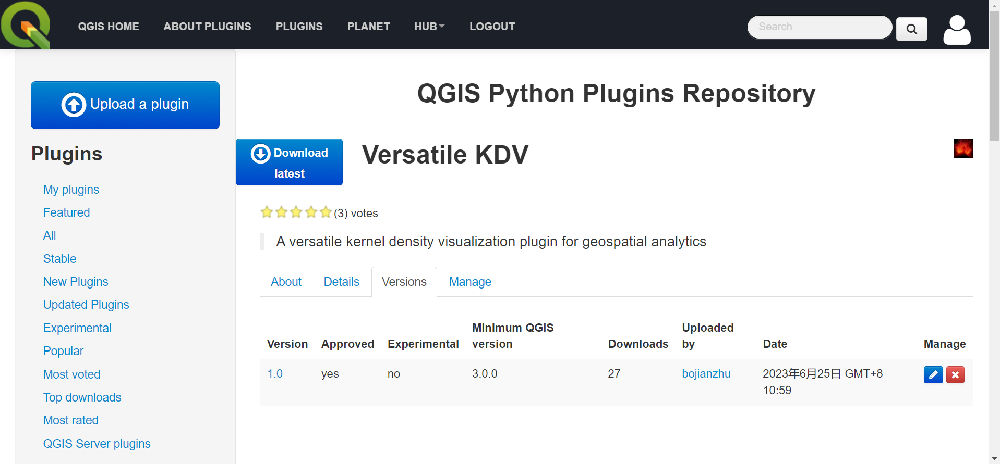 QGIS HOME ABOUT PLUGINS PLUGINS PLANET HUB LOGOUT Search
Upload a plugin
Plugins
My plugins
Featured
All
Stable
New Plugins
Updated Plugins
Experimental
Popular
Most voted
Top downloads
Most rated
QGIS Server plugins
QGIS Python Plugins Repository
Download
latest
Versatile KDV
(3) votes
A versatile kernel density visualization plugin for geospatial analytics
About Details Versions Manage
Version Approved Experimental Minimum QGIS version Downloads Uploaded by Date Manage
1.0 yes no 3.0.0 27 bojianzhu 2023年6月25日 GMT+8
10:59